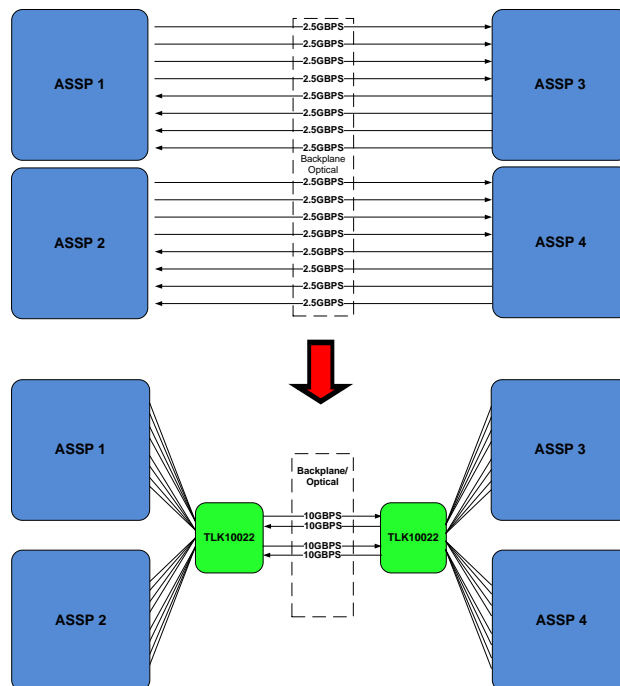 2.5GBPS
2.5GBPS
2.5GBPS
2.5GBPS
ASSP 1
ASSP 3
2.5GBPS
2.5GBPS
2.5GBPS
2.5GBPS
Backplane
Optical
2.5GBPS
2.5GBPS
2.5GBPS
2.5GBPS
ASSP 2
ASSP 4
2.5GBPS
2.5GBPS
2.5GBPS
2.5GBPS
ASSP 1
ASSP 3
Backplane/
Optical
10GBPS
10GBPS
TLK10022
TLK10022
10GBPS
10GBPS
ASSP 2
ASSP 4